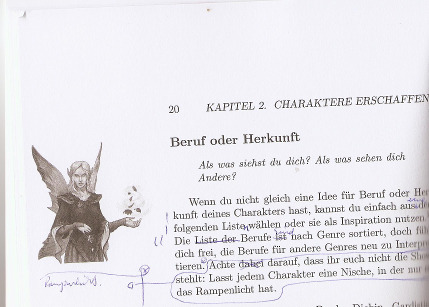 20 KAPITEL 2. CHARAKTERE ERSCHAFFEN
Beruf oder Herkunft
Als was siehst du dich? Als was sehen dich
Andere?
Wenn du nicht gleich eine Idee für Beruf oder Her
kunft deines Characters hast, kannst du einfach aus den
folgenden Listen wählen oder sie als Inspiration nutzen.
Die Liste der Berufe ist nach Genre sortiert, doch
dich frei, die Berufe für andere Genres neu zu Interpre
tieren. Achte dabei darauf, dass ihr euch nicht die Show
stehlt: Lasst jedem Charakter eine Nische, in der nur
das Rampenlicht hat.